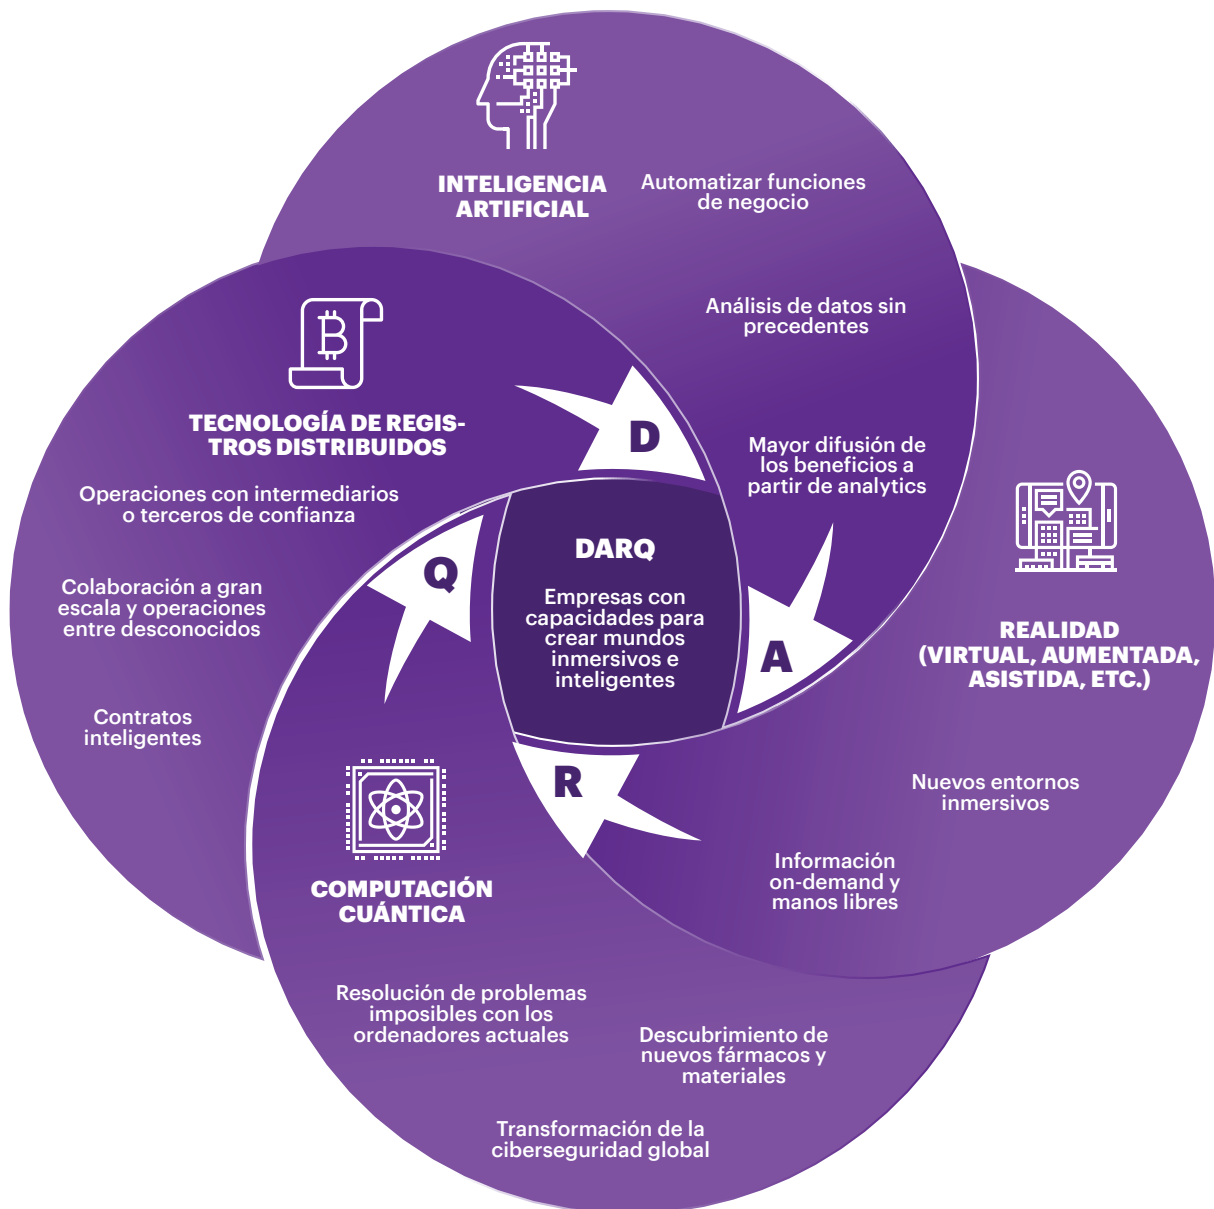 INTELIGENCIA
ARTIFICIAL
Automatizar funciones
de negocio
Análisis de datos sin
precedentes
Mayor difusión de
los beneficios a
partir de analytics
TECNOLOGÍA DE REGIS-
TROS DISTRIBUIDOS
Operaciones con intermediarios
o terceros de confianza
Colaboración a gran
escala y operaciones
entre desconocidos
Contratos
inteligentes
D
A
R
Q
DARQ
Empresas con
capacidades para
crear mundos
inmersivos e
inteligentes
REALIDAD
(VIRTUAL, AUMENTADA,
ASISTIDA, ETC.)
Nuevos entornos
inmersivos
Información
on-demand y
manos libres
COMPUTACIÓN
CUÁNTICA
Resolución de problemas
imposibles con los
ordenadores actuales
Descubrimiento de
nuevos fármacos y
materiales
Transformación de la
ciberseguridad global